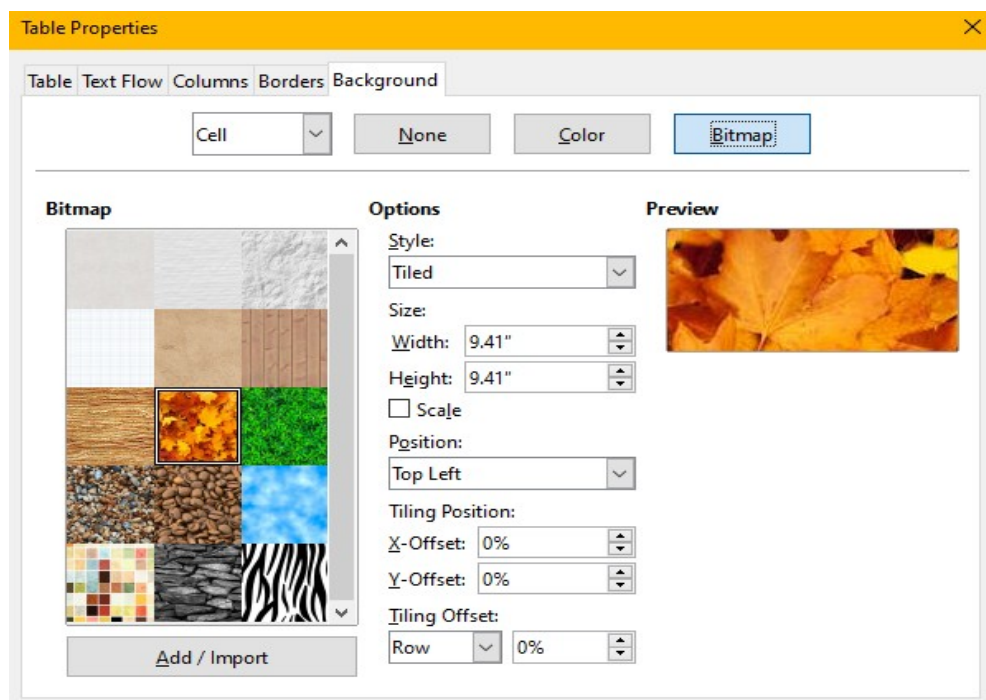 Table Properties
Table Text Flow Columns Borders Background
Cell None Color Bitmap
Bitmap
Add / Import
Options
Style:
Tiled
Size:
Width: 9.41"
Height: 9.41"
Scale
Position:
Top Left
Tiling Position:
X-Offset: 0%
Y-Offset: 0%
Tiling Offset:
Row 0%
Preview